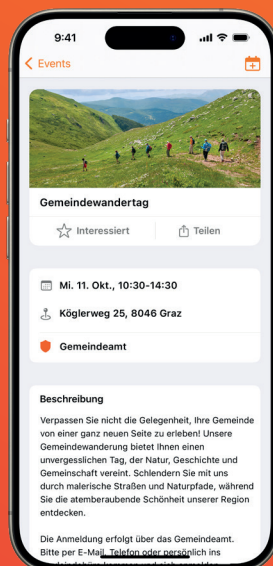 9:41
Events
Gemeindewandertag
Interessiert
Teilen
Mi. 11. Okt., 10:30-14:30
Köglerweg 25, 8046 Graz
Gemeindeamt
Beschreibung
Verpassen Sie nicht die Gelegenheit, Ihre Gemeinde
von einer ganz neuen Seite zu erleben! Unsere
Gemeindewanderung bietet Ihnen einen
unvergesslichen Tag, der Natur, Geschichte und
Gemeinschaft vereint. Schlendern Sie mit uns
durch malerische Straßen und Naturpfade, während
Sie die atemberaubende Schönheit unserer Region
entdecken.
Die Anmeldung erfolgt über das Gemeindeamt.
Bitte per E-Mail, Telefon oder persönlich ins